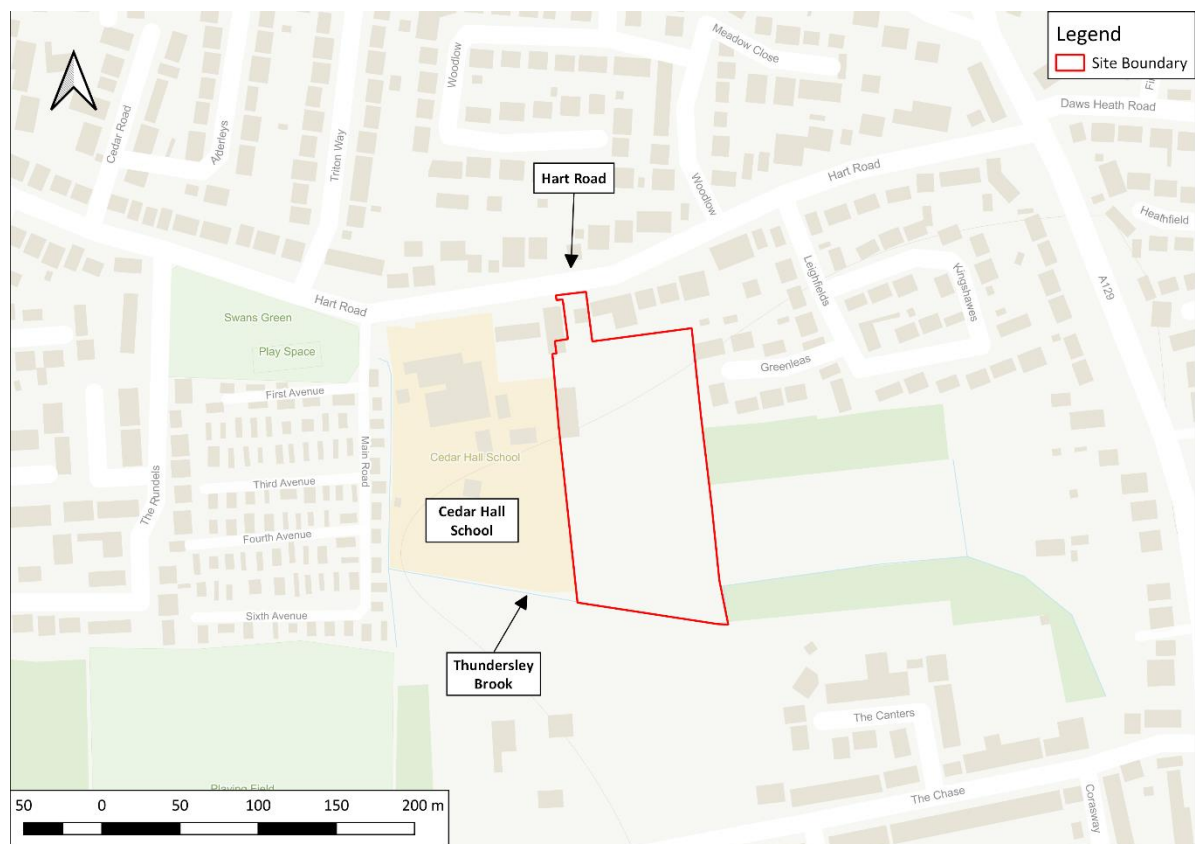 Legend
Site Boundary
Meadow Close
Woodlow
Daws Heath Road
Cedar Road
Alderleys
Triton Way
Hart Road
Hart Road
Woodlow
Heathfield
Hart Road
Leighfields
Kingshawes
A129
Swans Green
Play Space
Greenleas
First Avenue
Main Road
Cedar Hall School
Third Avenue
The Rundels
Cedar Hall
School
Fourth Avenue
Sixth Avenue
Thundersley
Brook
The Canters
Playing Field
The Chase
Corasway
50 0 50 100 150 200 m